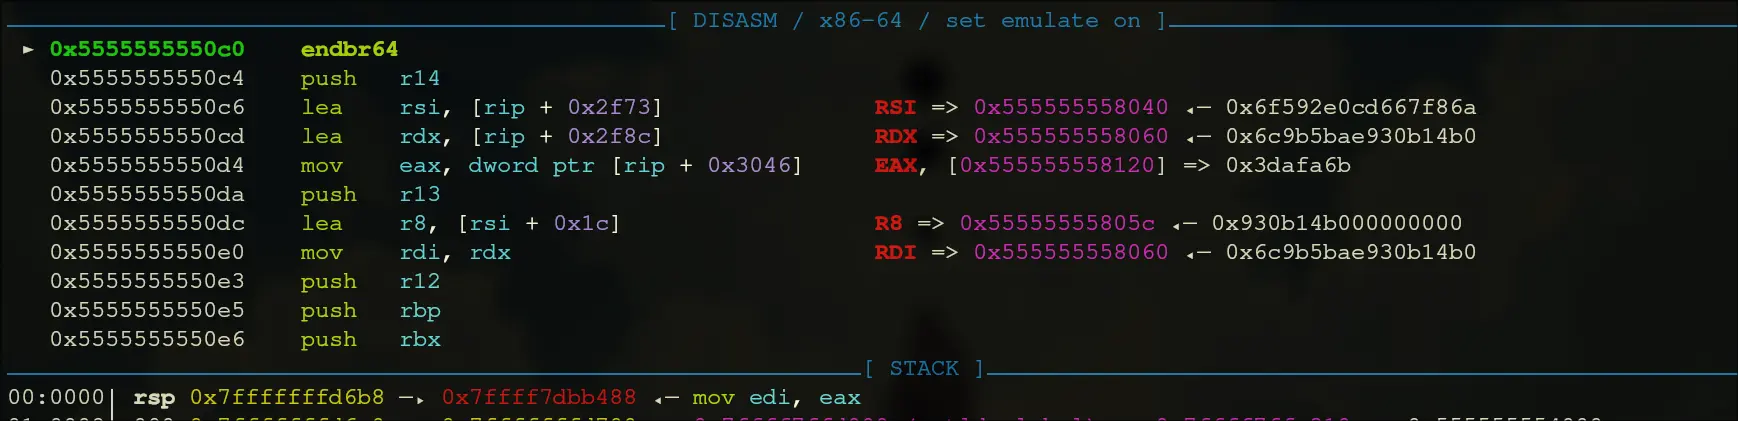 [ DISASM / x86-64 / set emulate on ]
► 0x5555555550c0 endbr64
0x5555555550c4 push r14
0x5555555550c6 lea rsi, [rip + 0x2f73] RSI => 0x555555558040 ◂— 0x6f592e0cd667f86a
0x5555555550cd lea rdx, [rip + 0x2f8c] RDX => 0x555555558060 ◂— 0x6c9b5bae930b14b0
0x5555555550d4 mov eax, dword ptr [rip + 0x3046] EAX, [0x555555558120] => 0x3dafa6b
0x5555555550da push r13
0x5555555550dc lea r8, [rsi + 0x1c] R8 => 0x55555555805c ◂— 0x930b14b000000000
0x5555555550e0 mov rdi, rdx RDI => 0x555555558060 ◂— 0x6c9b5bae930b14b0
0x5555555550e3 push r12
0x5555555550e5 push rbp
0x5555555550e6 push rbx
[ STACK ]
00:0000│ rsp 0x7fffffffd6b8 —▸ 0x7ffff7dbb488 ◂— mov edi, eax